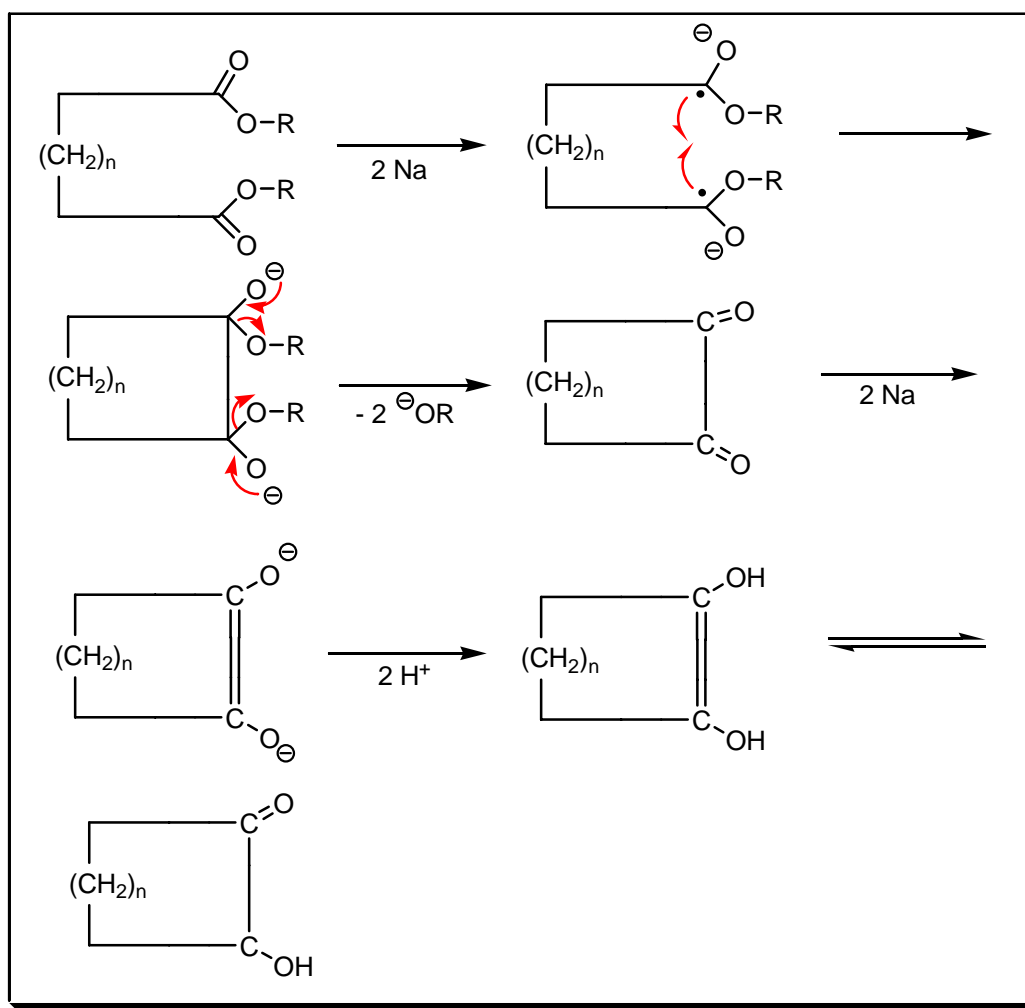 O
O–R
(CH2)n
O–R
O
2 Na
⊖
O
O–R
(CH2)n
O–R
O
⊖
⊖
O
O–R
(CH2)n
O–R
O
⊖
- 2 ⊖OR
C O
(CH2)n
C O
2 Na
⊖
O
C
(CH2)n
C
O
⊖
2 H+
OH
C
(CH2)n
C
OH
O
C
(CH2)n
C
OH